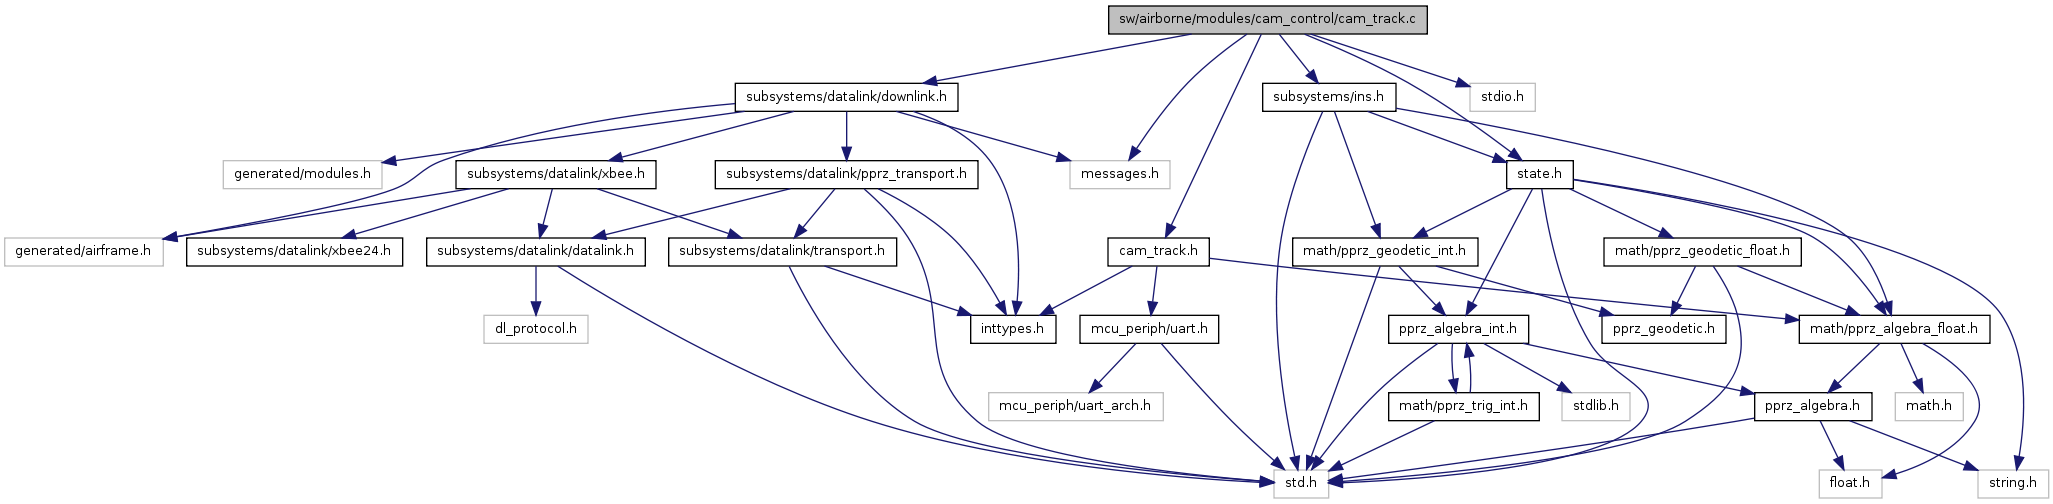 sw/airborne/modules/cam_control/cam_track.c
subsystems/datalink/downlink.h
subsystems/ins.h
stdio.h
generated/modules.h
subsystems/datalink/xbee.h
subsystems/datalink/pprz_transport.h
messages.h
state.h
generated/airframe.h
subsystems/datalink/xbee24.h
subsystems/datalink/datalink.h
subsystems/datalink/transport.h
cam_track.h
math/pprz_geodetic_int.h
math/pprz_geodetic_float.h
dl_protocol.h
inttypes.h
mcu_periph/uart.h
pprz_algebra_int.h
pprz_geodetic.h
math/pprz_algebra_float.h
mcu_periph/uart_arch.h
math/pprz_trig_int.h
stdlib.h
pprz_algebra.h
math.h
std.h
float.h
string.h